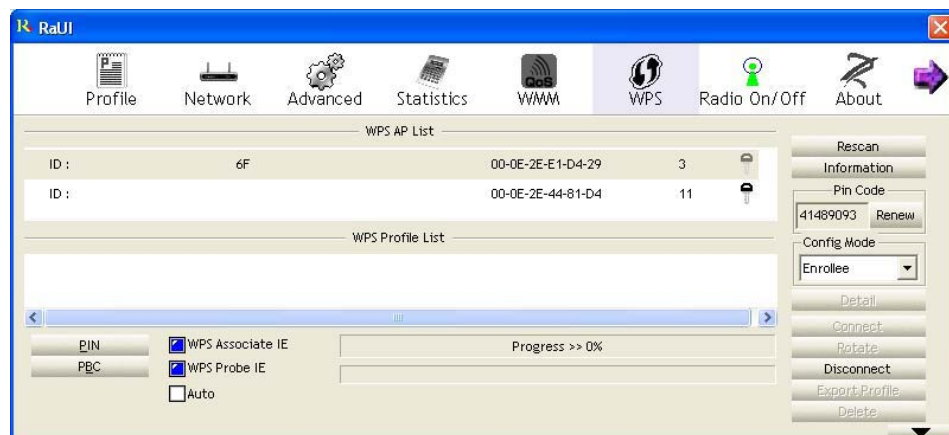 RaUI
Profile Network Advanced Statistics QoS WMM WPS Radio On/Off About
WPS AP List
ID : 6F 00-0E-2E-E1-D4-29 3
ID : 00-0E-2E-44-81-D4 11
WPS Profile List
Rescan
Information
Pin Code
41489093 Renew
Config Mode
Enrollee
Detail
Connect
Rotate
Disconnect
Export Profile
Delete
PIN WPS Associate IE Progress >> 0%
PBC WPS Probe IE
Auto